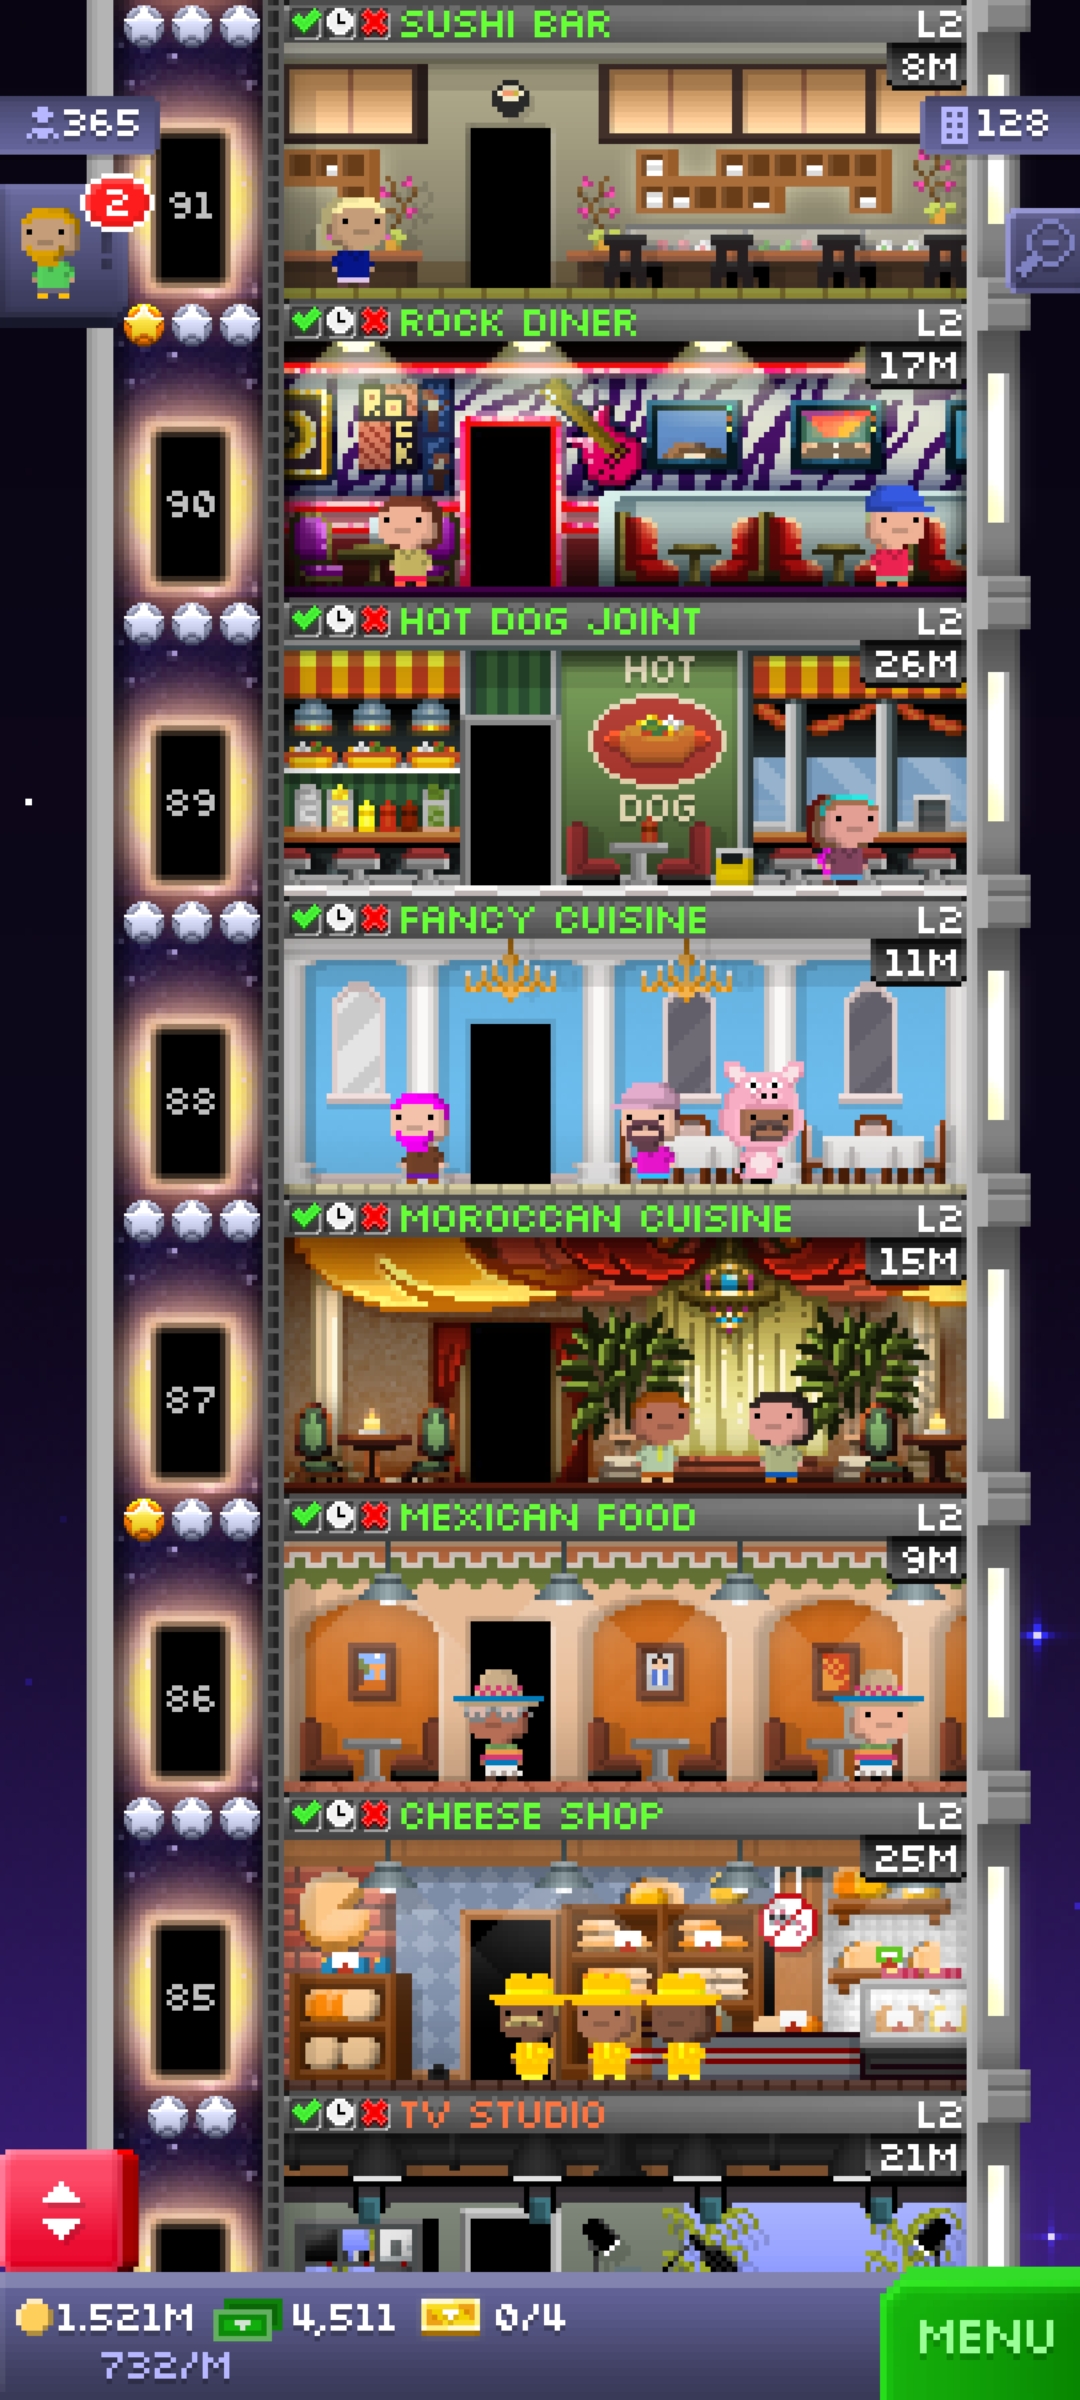 SUSHI BAR L2
8M
365
128
2
91
ROCK DINER L2
17M
ROCK
90
HOT DOG JOINT L2
26M
HOT
DOG
89
FANCY CUISINE L2
11M
88
MOROCCAN CUISINE L2
15M
87
MEXICAN FOOD L2
9M
86
CHEESE SHOP L2
25M
85
TV STUDIO L2
21M
1.521M 4,511 0/4
732/M
MENU